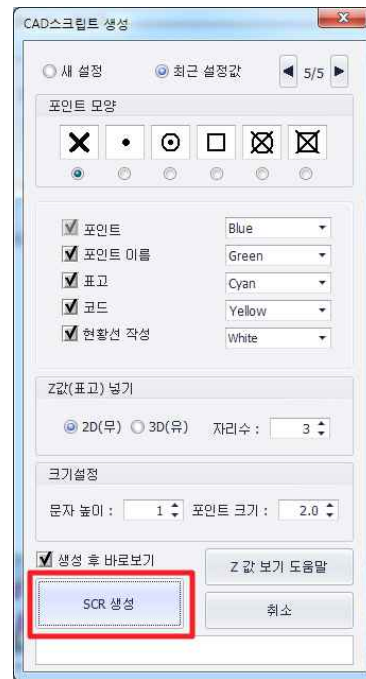 CAD스크립트 생성
새 설정 최근 설정값 5/5
포인트 모양
포인트 Blue
포인트 이름 Green
표고 Cyan
코드 Yellow
현황선 작성 White
Z값(표고) 넣기
2D(무) 3D(유) 자리수 : 3
크기설정
문자 높이 : 1 포인트 크기 : 2.0
생성 후 바로보기
Z 값 보기 도움말
SCR 생성
취소